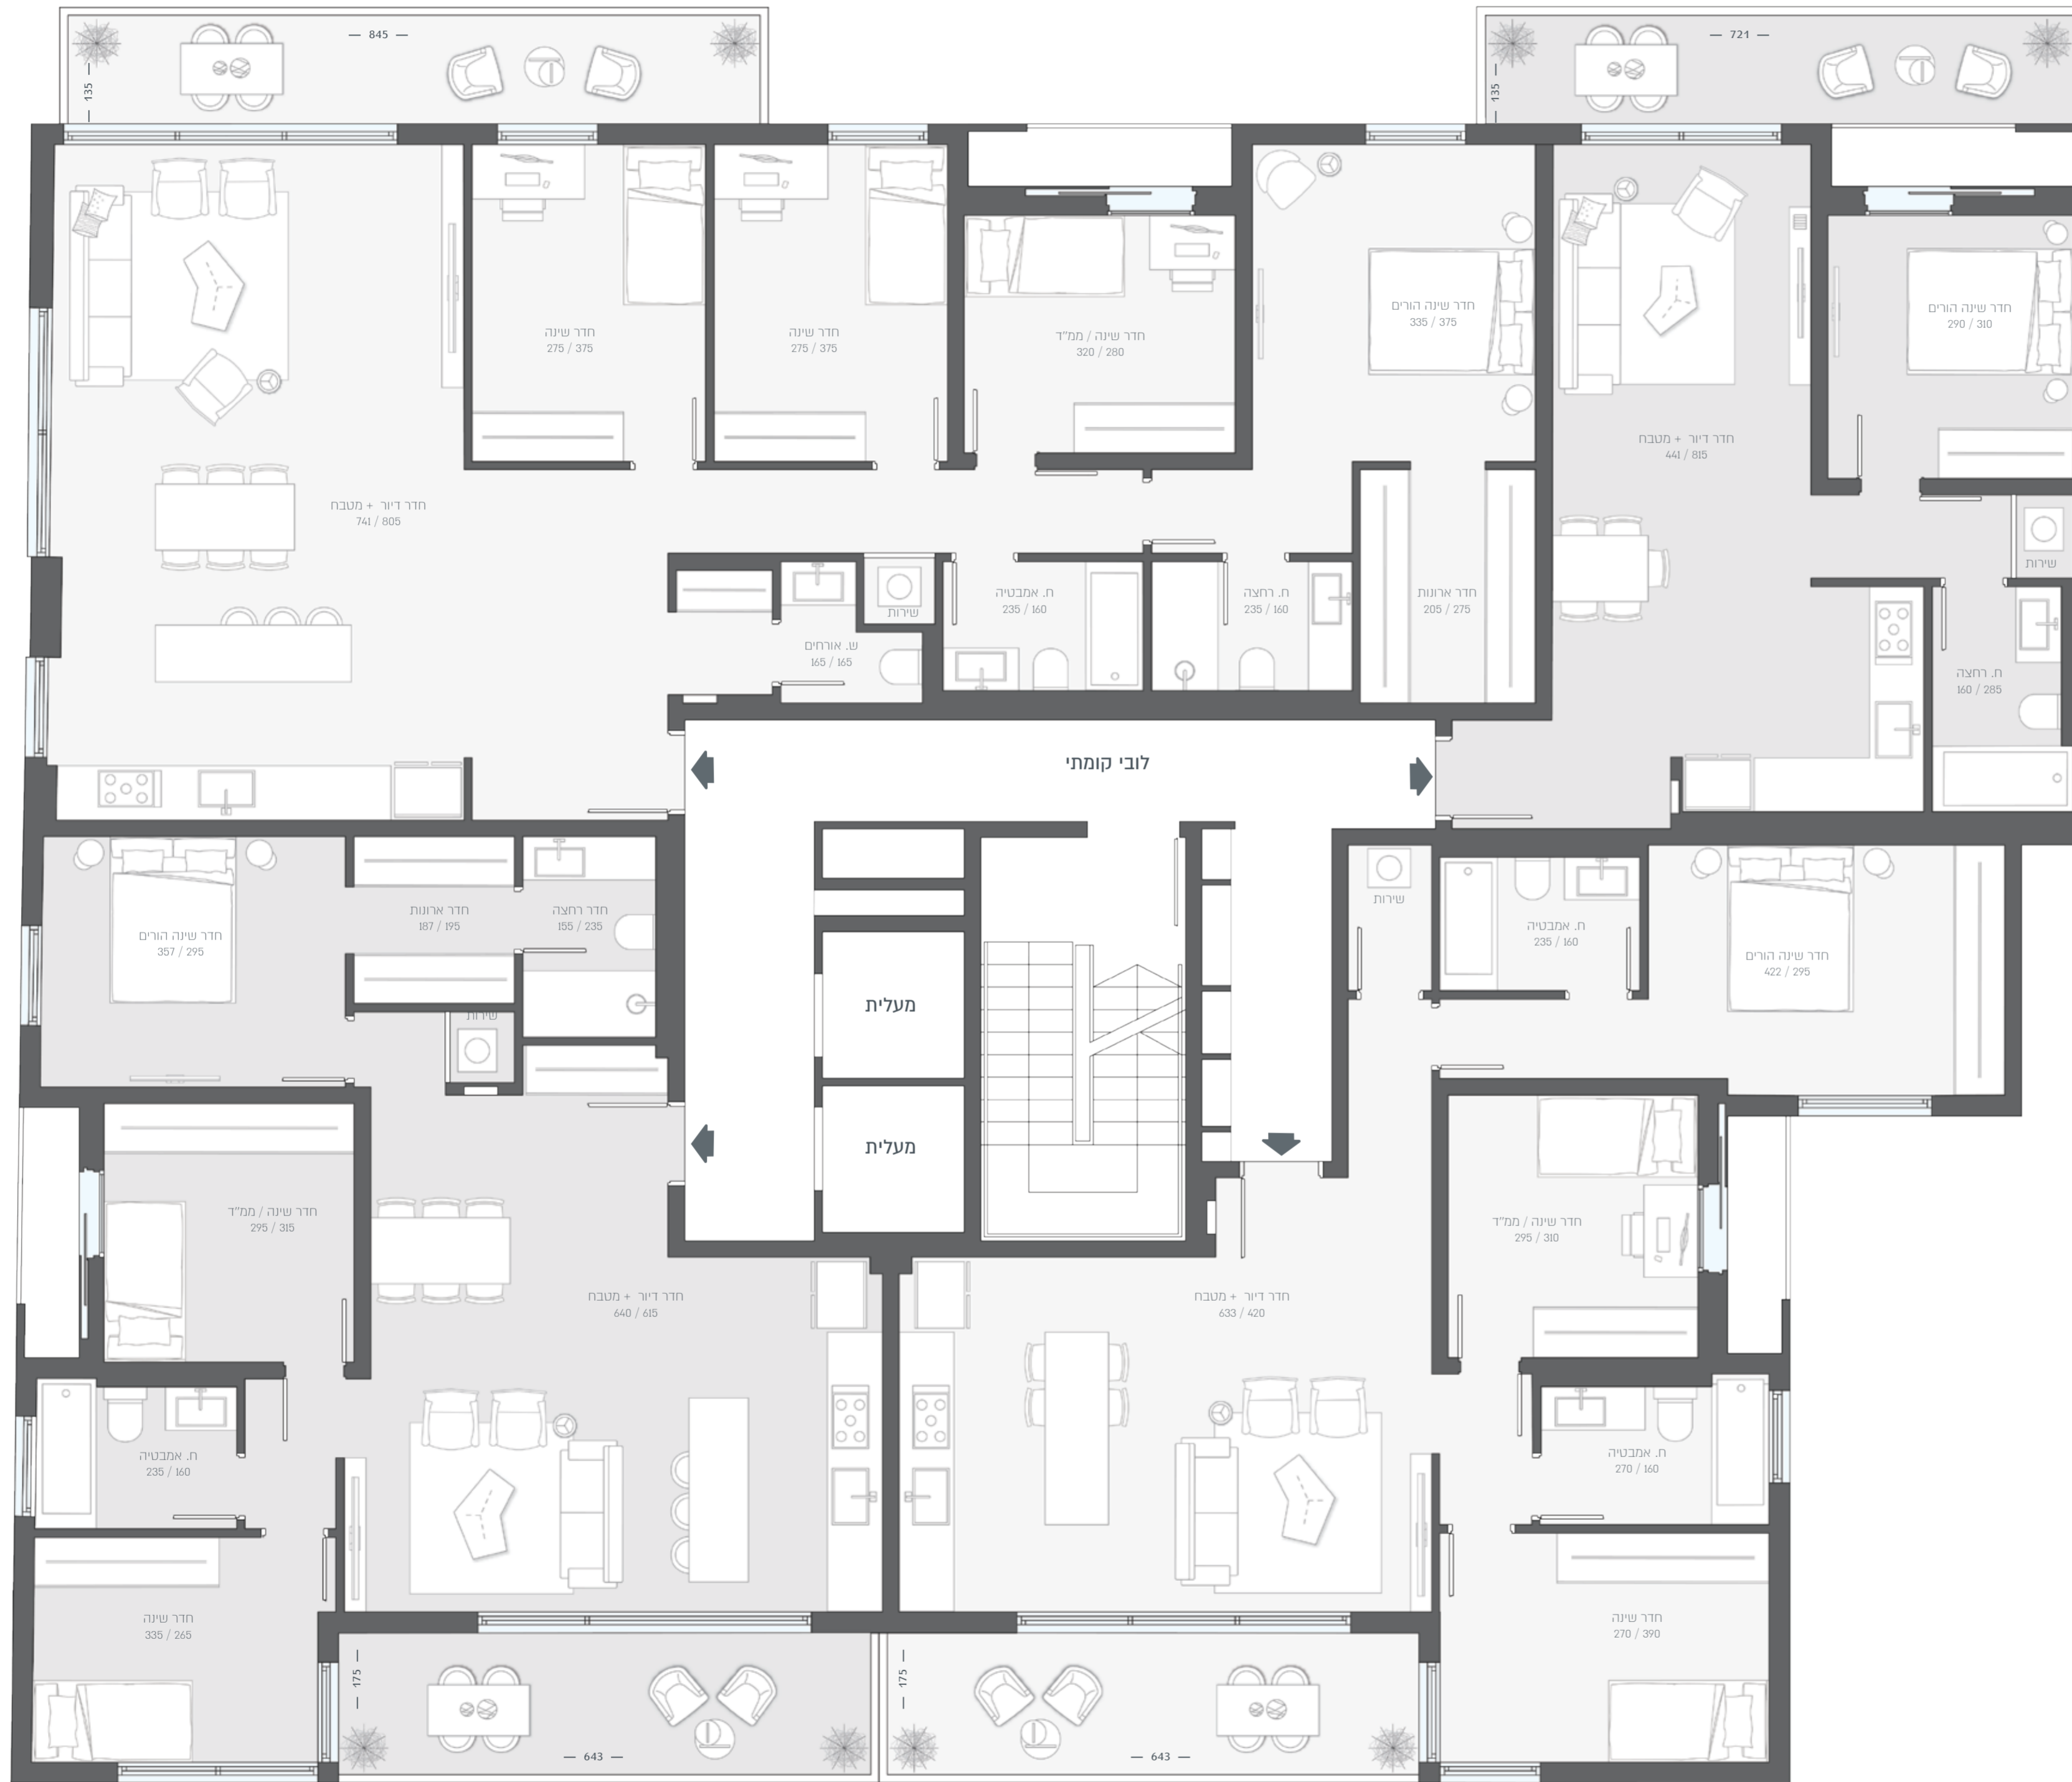 — 845 —
— 135 —
— 721 —
— 135 —
חדר דיור + מטבח
741 / 805
חדר שינה
275 / 375
חדר שינה
275 / 375
חדר שינה / ממ"ד
320 / 280
חדר שינה הורים
335 / 375
חדר דיור + מטבח
441 / 815
חדר שינה הורים
290 / 310
שירות
ש. אורחים
165 / 165
ח. אמבטיה
235 / 160
ח. רחצה
235 / 160
חדר ארונות
205 / 275
שירות
ח. רחצה
160 / 285
לובי קומתי
חדר שינה הורים
357 / 295
חדר ארונות
187 / 195
חדר רחצה
155 / 235
שירות
מעלית
מעלית
שירות
ח. אמבטיה
235 / 160
חדר שינה הורים
422 / 295
חדר שינה / ממ"ד
295 / 315
חדר דיור + מטבח
640 / 615
חדר דיור + מטבח
633 / 420
חדר שינה / ממ"ד
295 / 310
ח. אמבטיה
235 / 160
ח. אמבטיה
270 / 160
חדר שינה
335 / 265
חדר שינה
270 / 390
— 175 —
— 643 —
— 175 —
— 643 —